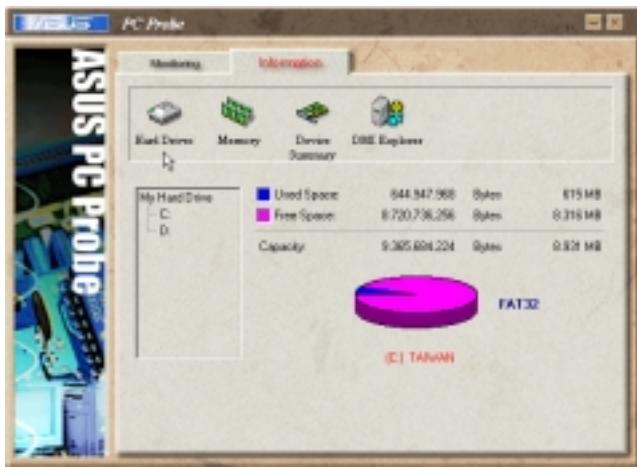 ASUS PC Probe
ASUS PC Probe
Monitoring Information
Hard Drives Memory Device Summary DMI Explorer
My Hard Drive
C:
D:
Used Space: 644.947.968 Bytes 615 MB
Free Space: 8.720.736.256 Bytes 8.316 MB
Capacity: 9.365.684.224 Bytes 8.931 MB
FAT32
(C) TAIWAN